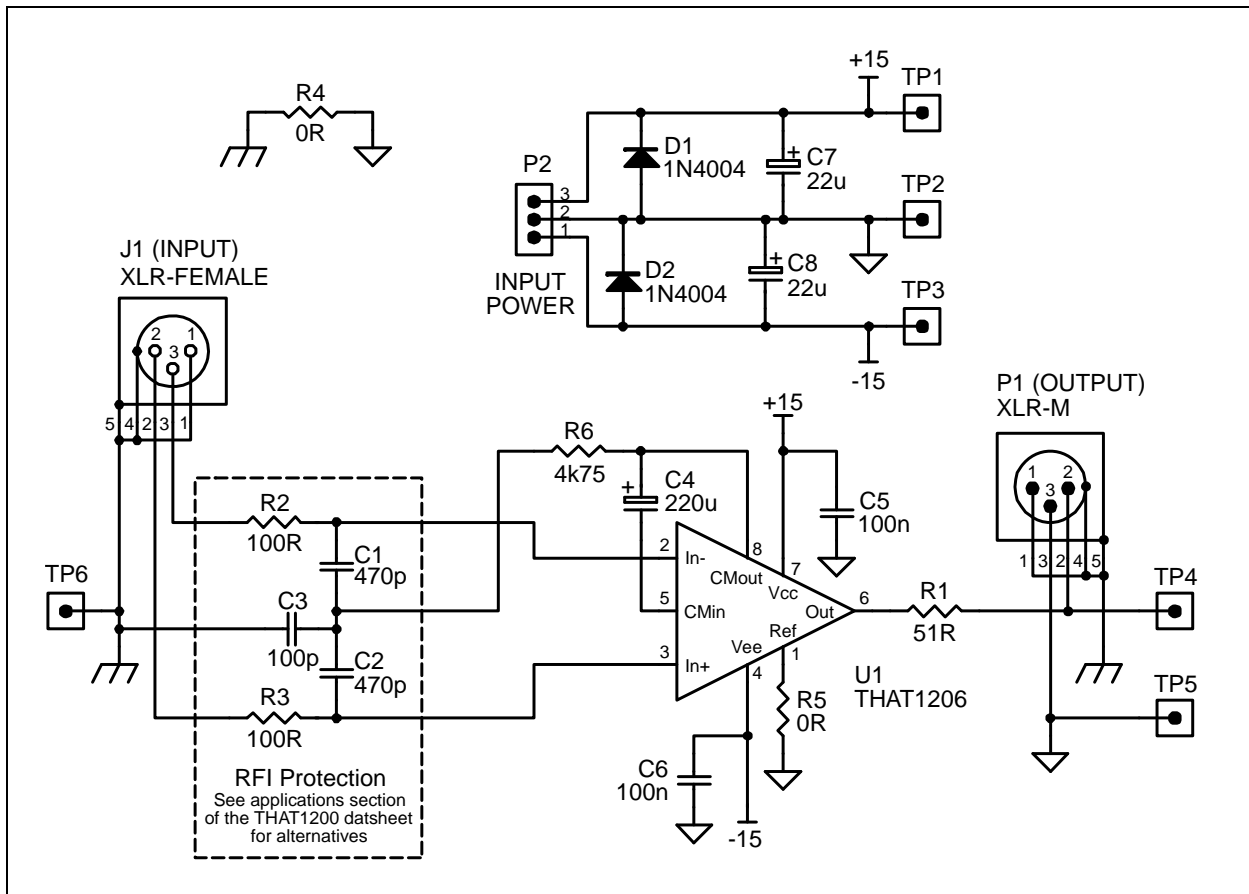 R4
0R
+15
TP1
D1
1N4004
C7
22u
+
P2
3
2
1
TP2
INPUT
POWER
D2
1N4004
C8
22u
+
TP3
-15
J1 (INPUT)
XLR-FEMALE
2
3
1
5
4
2
3
1
P1 (OUTPUT)
XLR-M
1
3
2
1
3
2
4
5
+15
R6
4k75
+
C4
220u
C5
100n
R2
100R
C1
470p
C3
100p
C2
470p
R3
100R
TP6
2
In-
5
CMin
3
In+
8
CMout
7
Vcc
6
Out
Ref
1
Vee
4
U1
THAT1206
R1
51R
TP4
TP5
R5
0R
C6
100n
-15
RFI Protection
See applications section
of the THAT1200 datsheet
for alternatives